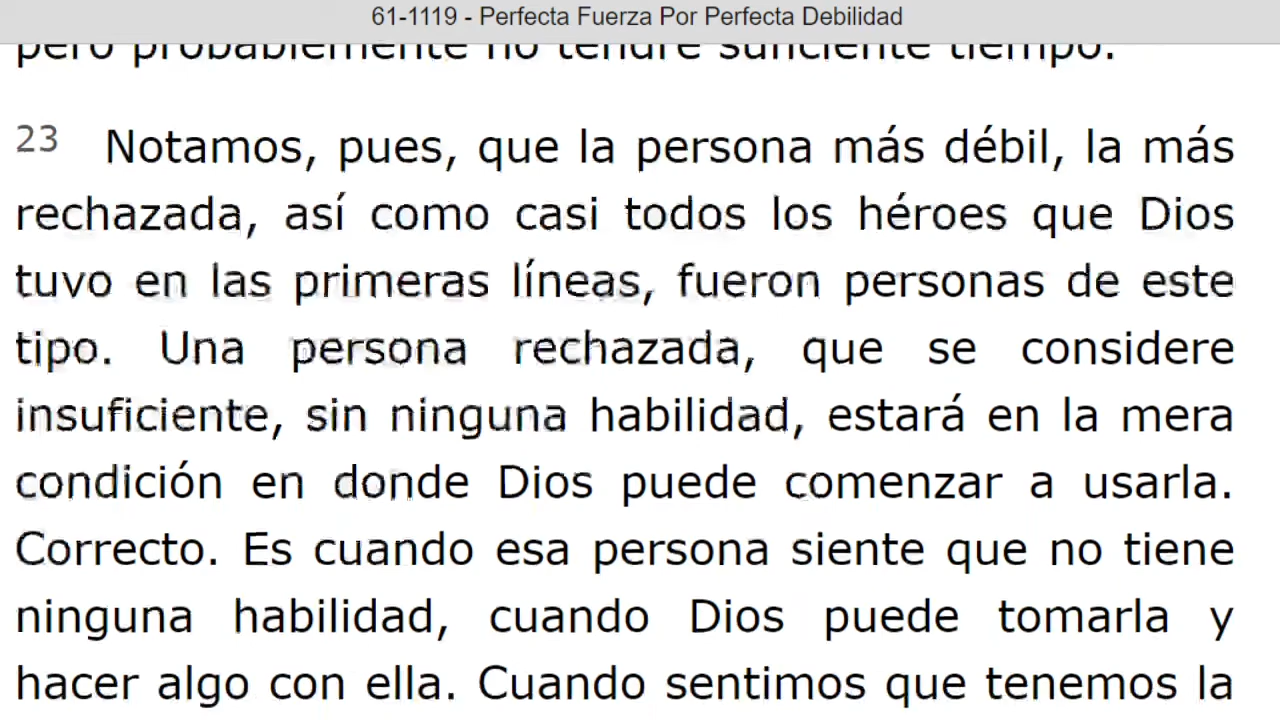 61-1119 - Perfecta Fuerza Por Perfecta Debilidad
pero probablemente no tendré suficiente tiempo.
23 Notamos, pues, que la persona más débil, la más
rechazada, así como casi todos los héroes que Dios
tuvo en las primeras líneas, fueron personas de este
tipo. Una persona rechazada, que se considere
insuficiente, sin ninguna habilidad, estará en la mera
condición en donde Dios puede comenzar a usarla.
Correcto. Es cuando esa persona siente que no tiene
ninguna habilidad, cuando Dios puede tomarla y
hacer algo con ella. Cuando sentimos que tenemos la